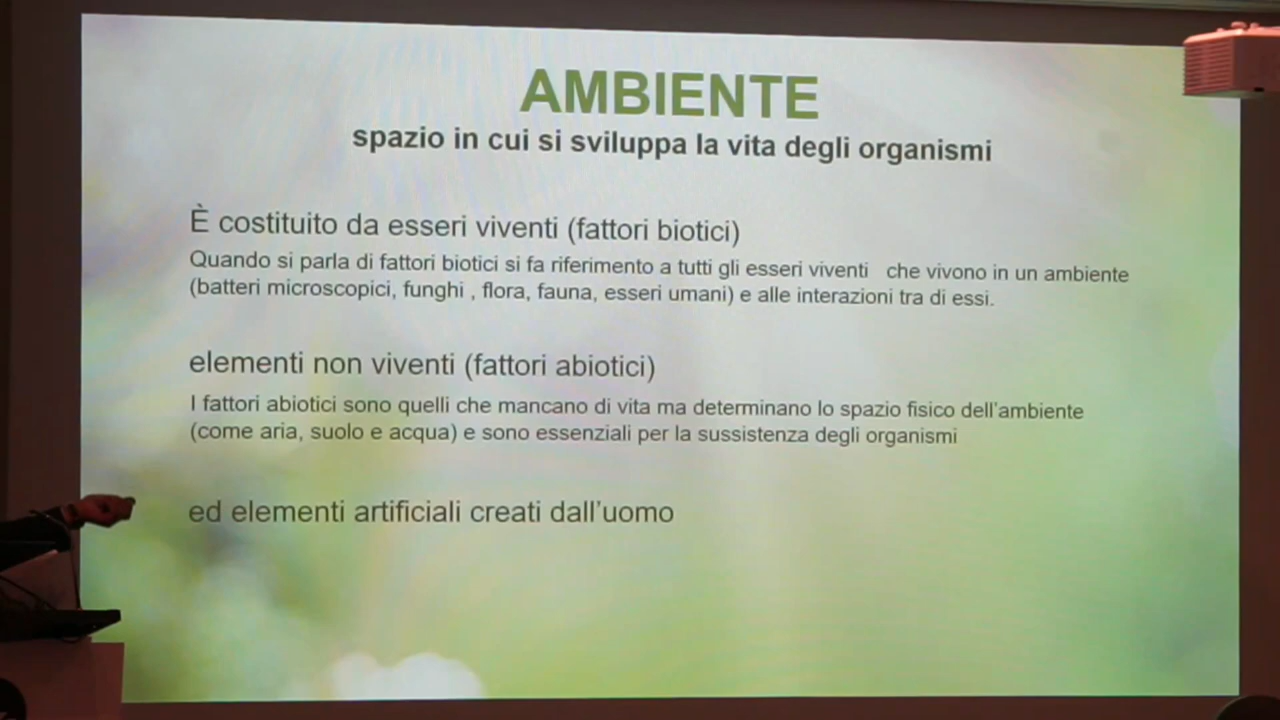 AMBIENTE
spazio in cui si sviluppa la vita degli organismi
È costituito da esseri viventi (fattori biotici)
Quando si parla di fattori biotici si fa riferimento a tutti gli esseri viventi che vivono in un ambiente
(batteri microscopici, funghi , flora, fauna, esseri umani) e alle interazioni tra di essi.
elementi non viventi (fattori abiotici)
I fattori abiotici sono quelli che mancano di vita ma determinano lo spazio fisico dell'ambiente
(come aria, suolo e acqua) e sono essenziali per la sussistenza degli organismi
ed elementi artificiali creati dall'uomo